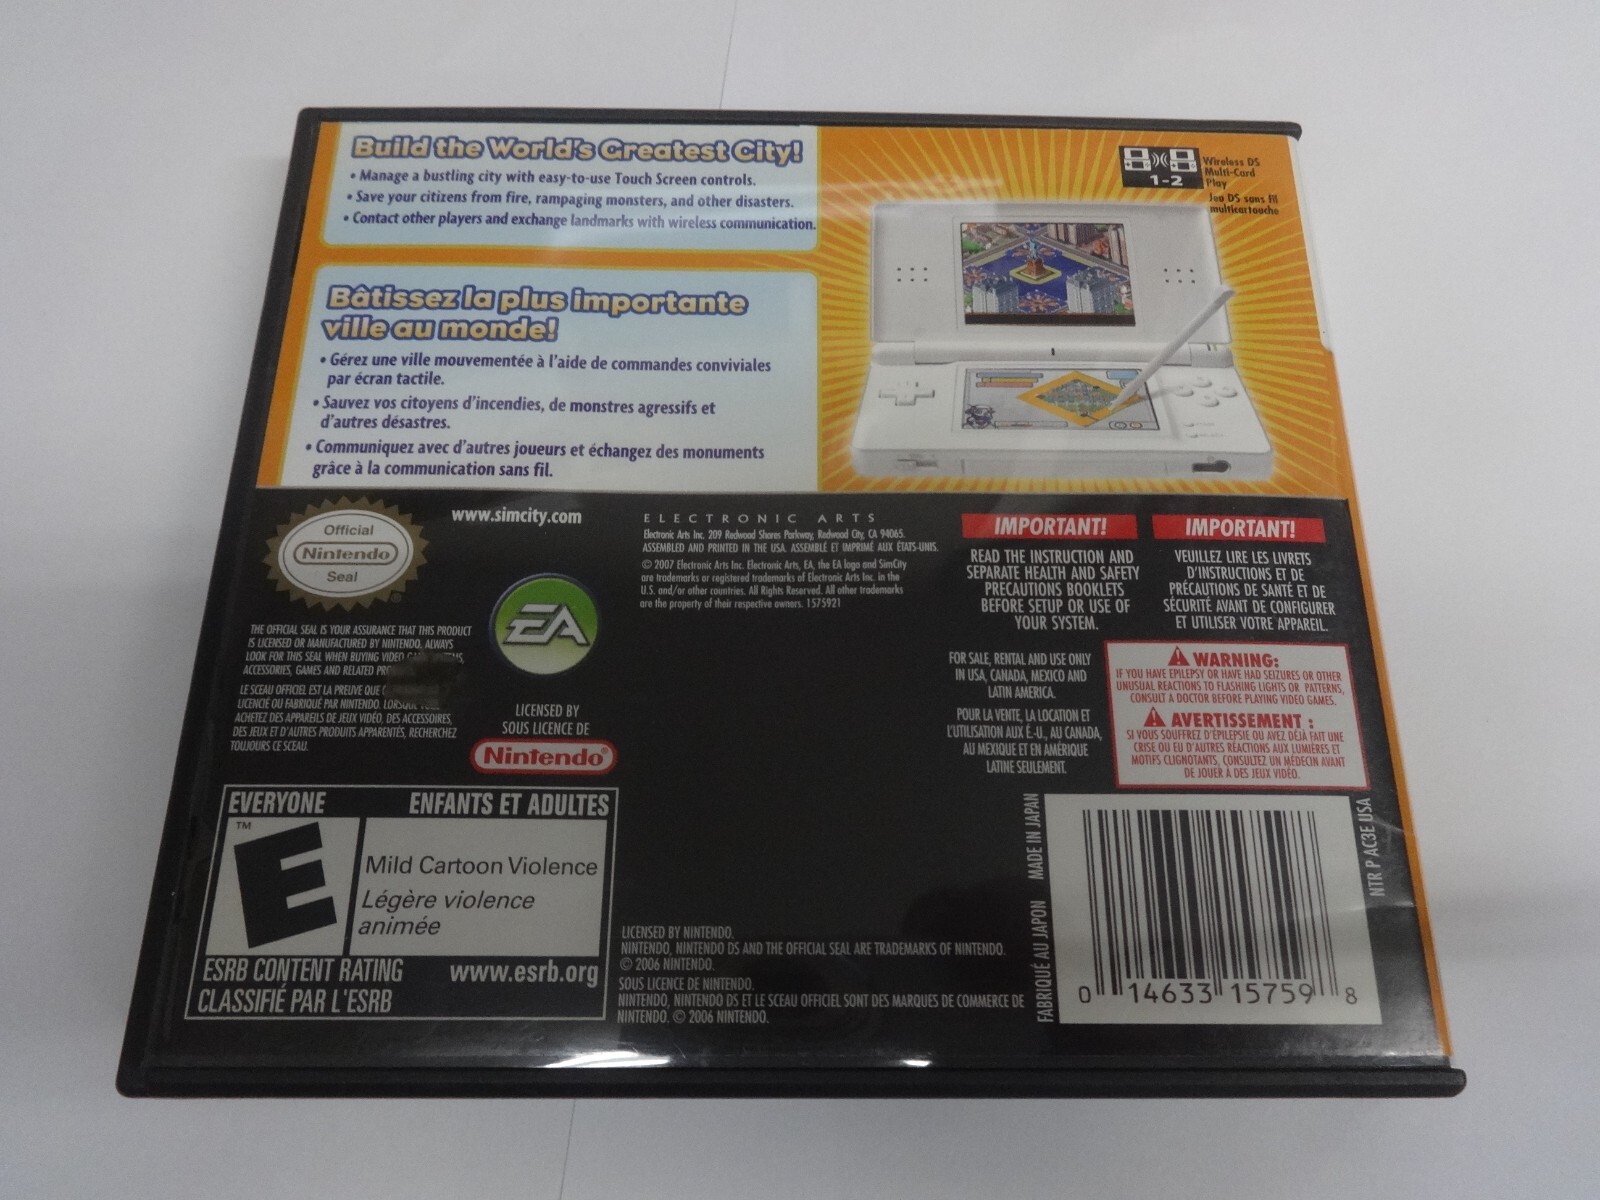 Build the World's Greatest City!
• Manage a bustling city with easy-to-use Touch Screen controls.
• Save your citizens from fire, rampaging monsters, and other disasters.
• Contact other players and exchange landmarks with wireless communication.
Bâtissez la plus importante
ville au monde!
• Gérez une ville mouvementée à l'aide de commandes conviviales
par écran tactile.
• Sauvez vos citoyens d'incendies, de monstres agressifs et
d'autres désastres.
• Communiquez avec d'autres joueurs et échangez des monuments
grâce à la communication sans fil.
1-2
Wireless DS
Multi-Card
Play
Jeu DS sans fil
multicartouche
Official
Nintendo
Seal
®
THE OFFICIAL SEAL IS YOUR ASSURANCE THAT THIS PRODUCT
IS LICENSED OR MANUFACTURED BY NINTENDO. ALWAYS
LOOK FOR THIS SEAL WHEN BUYING VIDEO
ACCESSORIES, GAMES AND RELATED
LE SCEAU OFFICIEL EST LA PREUVE QUE
LICENCIÉ OU FABRIQUÉ PAR NINTENDO. LORSQUE
ACHETEZ DES APPAREILS DE JEUX VIDÉO, DES ACCESSOIRES,
DES JEUX ET D'AUTRES PRODUITS APPARENTÉS, RECHERCHEZ
TOUJOURS CE SCEAU.
www.simcity.com
EA
LICENSED BY
SOUS LICENCE DE
Nintendo®
ELECTRONIC ARTS
Electronic Arts Inc. 209 Redwood Shores Parkway, Redwood City, CA 94065.
ASSEMBLED AND PRINTED IN THE USA. ASSEMBLÉ ET IMPRIMÉ AUX ÉTATS-UNIS.
© 2007 Electronic Arts Inc. Electronic Arts, EA, the EA logo and SimCity
are trademarks or registered trademarks of Electronic Arts Inc. in the
U.S. and/or other countries. All Rights Reserved. All other trademarks
are the property of their respective owners. 1575921
IMPORTANT!
READ THE INSTRUCTION AND
SEPARATE HEALTH AND SAFETY
PRECAUTIONS BOOKLETS
BEFORE SETUP OR USE OF
YOUR SYSTEM.
IMPORTANT!
VEUILLEZ LIRE LES LIVRETS
D'INSTRUCTIONS ET DE
PRÉCAUTIONS DE SANTÉ ET DE
SÉCURITÉ AVANT DE CONFIGURER
ET UTILISER VOTRE APPAREIL.
FOR SALE, RENTAL AND USE ONLY
IN USA, CANADA, MEXICO AND
LATIN AMERICA.
POUR LA VENTE, LA LOCATION ET
L'UTILISATION AUX É.-U., AU CANADA,
AU MEXIQUE ET EN AMÉRIQUE
LATINE SEULEMENT.
WARNING:
IF YOU HAVE EPILEPSY OR HAVE HAD SEIZURES OR OTHER
UNUSUAL REACTIONS TO FLASHING LIGHTS OR PATTERNS,
CONSULT A DOCTOR BEFORE PLAYING VIDEO GAMES.
AVERTISSEMENT :
SI VOUS SOUFFREZ D'ÉPILEPSIE OU AVEZ DÉJÀ FAIT UNE
CRISE OU EU D'AUTRES RÉACTIONS AUX LUMIÈRES ET
MOTIFS CLIGNOTANTS, CONSULTEZ UN MÉDECIN AVANT
DE JOUER À DES JEUX VIDÉO.
EVERYONE ENFANTS ET ADULTES
E
TM
Mild Cartoon Violence
Légère violence
animée
ESRB CONTENT RATING www.esrb.org
CLASSIFIÉ PAR L'ESRB
LICENSED BY NINTENDO.
NINTENDO, NINTENDO DS AND THE OFFICIAL SEAL ARE TRADEMARKS OF NINTENDO.
© 2006 NINTENDO.
SOUS LICENCE DE NINTENDO.
NINTENDO, NINTENDO DS ET LE SCEAU OFFICIEL SONT DES MARQUES DE COMMERCE DE
NINTENDO. © 2006 NINTENDO.
FABRIQUÉ AU JAPON MADE IN JAPAN
0 14633 15759 8
NTR P AC3E USA